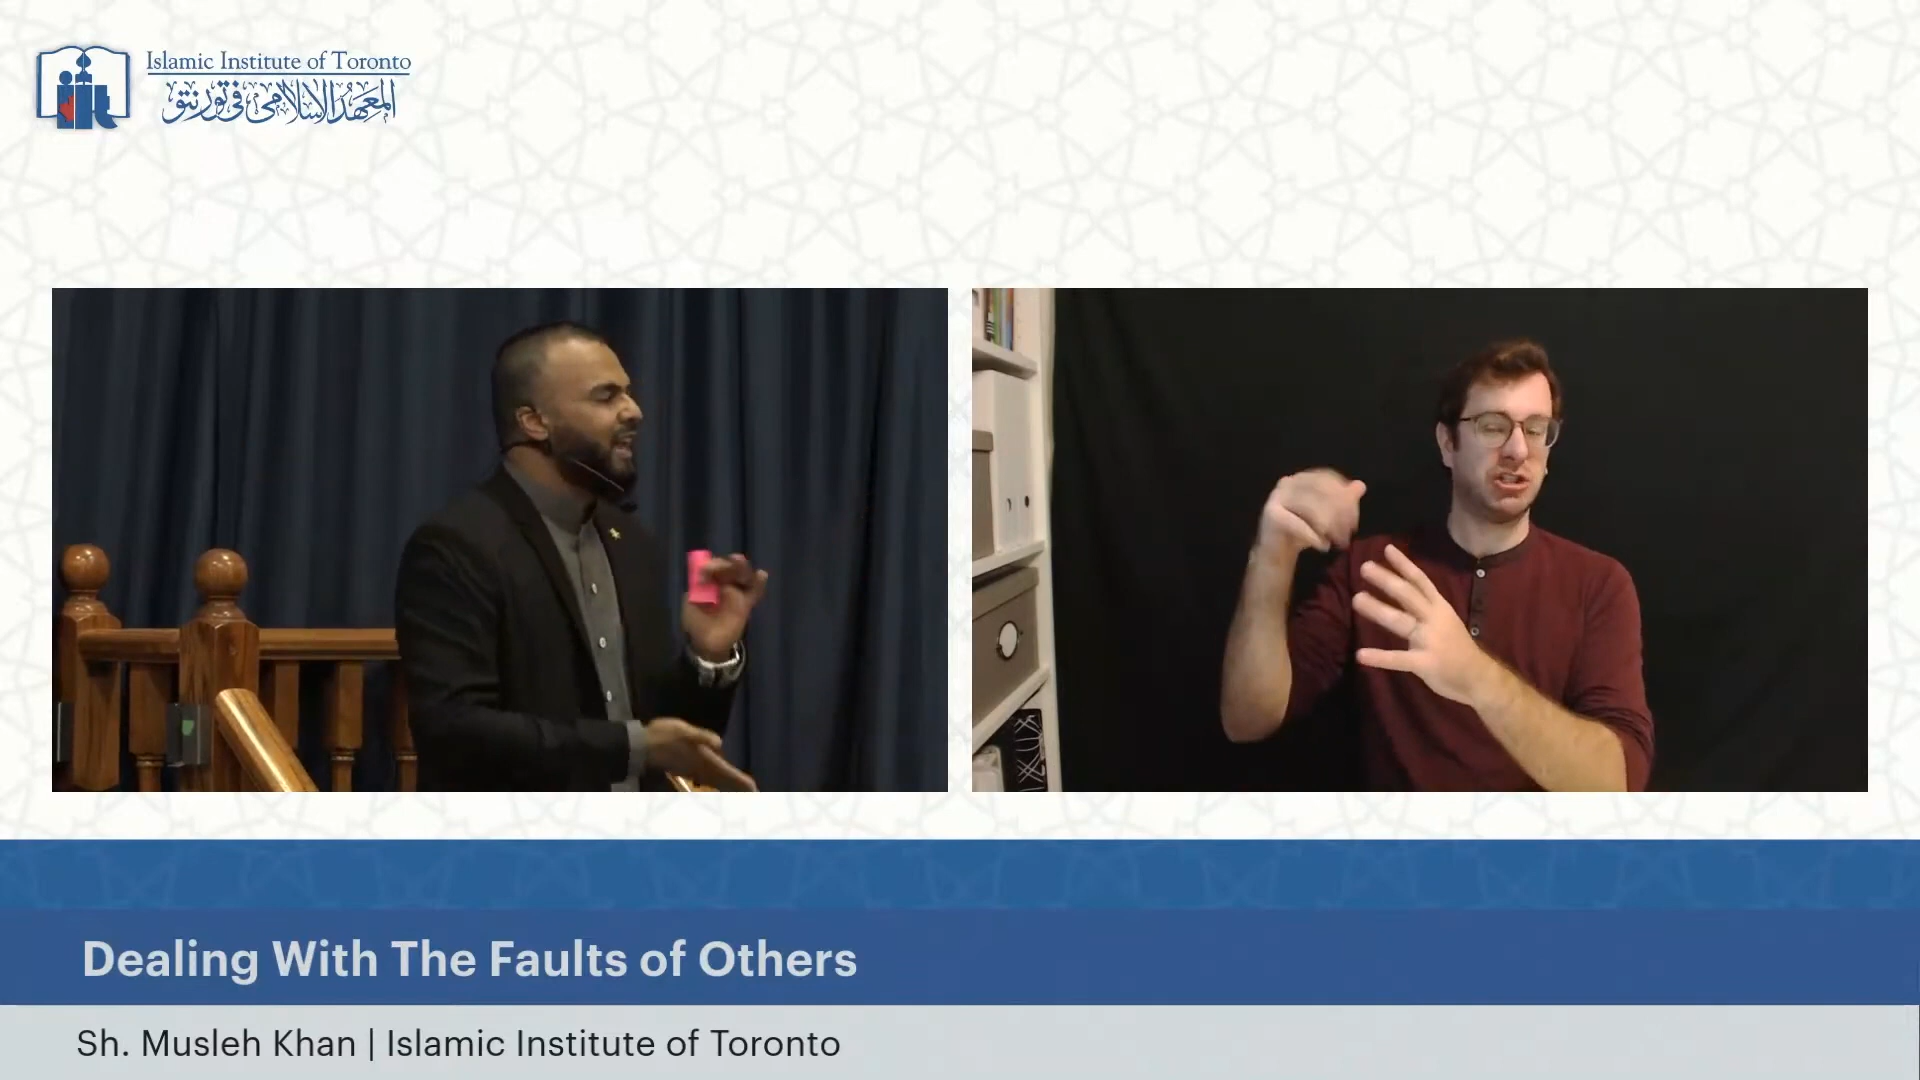 Islamic Institute of Toronto
المعهد الإسلامي في تورنتو
Dealing With The Faults of Others
Sh. Musleh Khan | Islamic Institute of Toronto